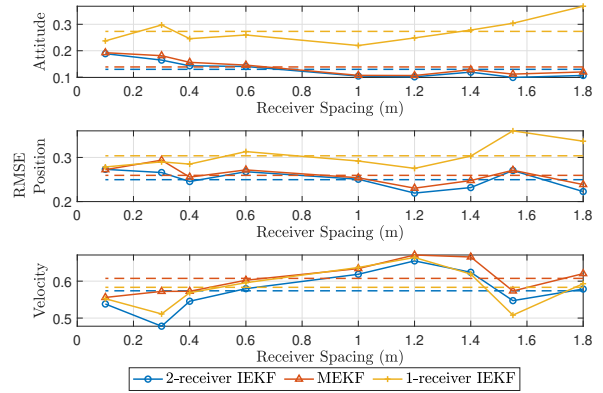 0.3
0.2
0.1
Attitude
0 0.2 0.4 0.6 0.8 1 1.2 1.4 1.6 1.8
Receiver Spacing (m)
0.3
0.2
RMSE
Position
0 0.2 0.4 0.6 0.8 1 1.2 1.4 1.6 1.8
Receiver Spacing (m)
0.6
0.5
Velocity
0 0.2 0.4 0.6 0.8 1 1.2 1.4 1.6 1.8
Receiver Spacing (m)
2-receiver IEKF MEKF 1-receiver IEKF